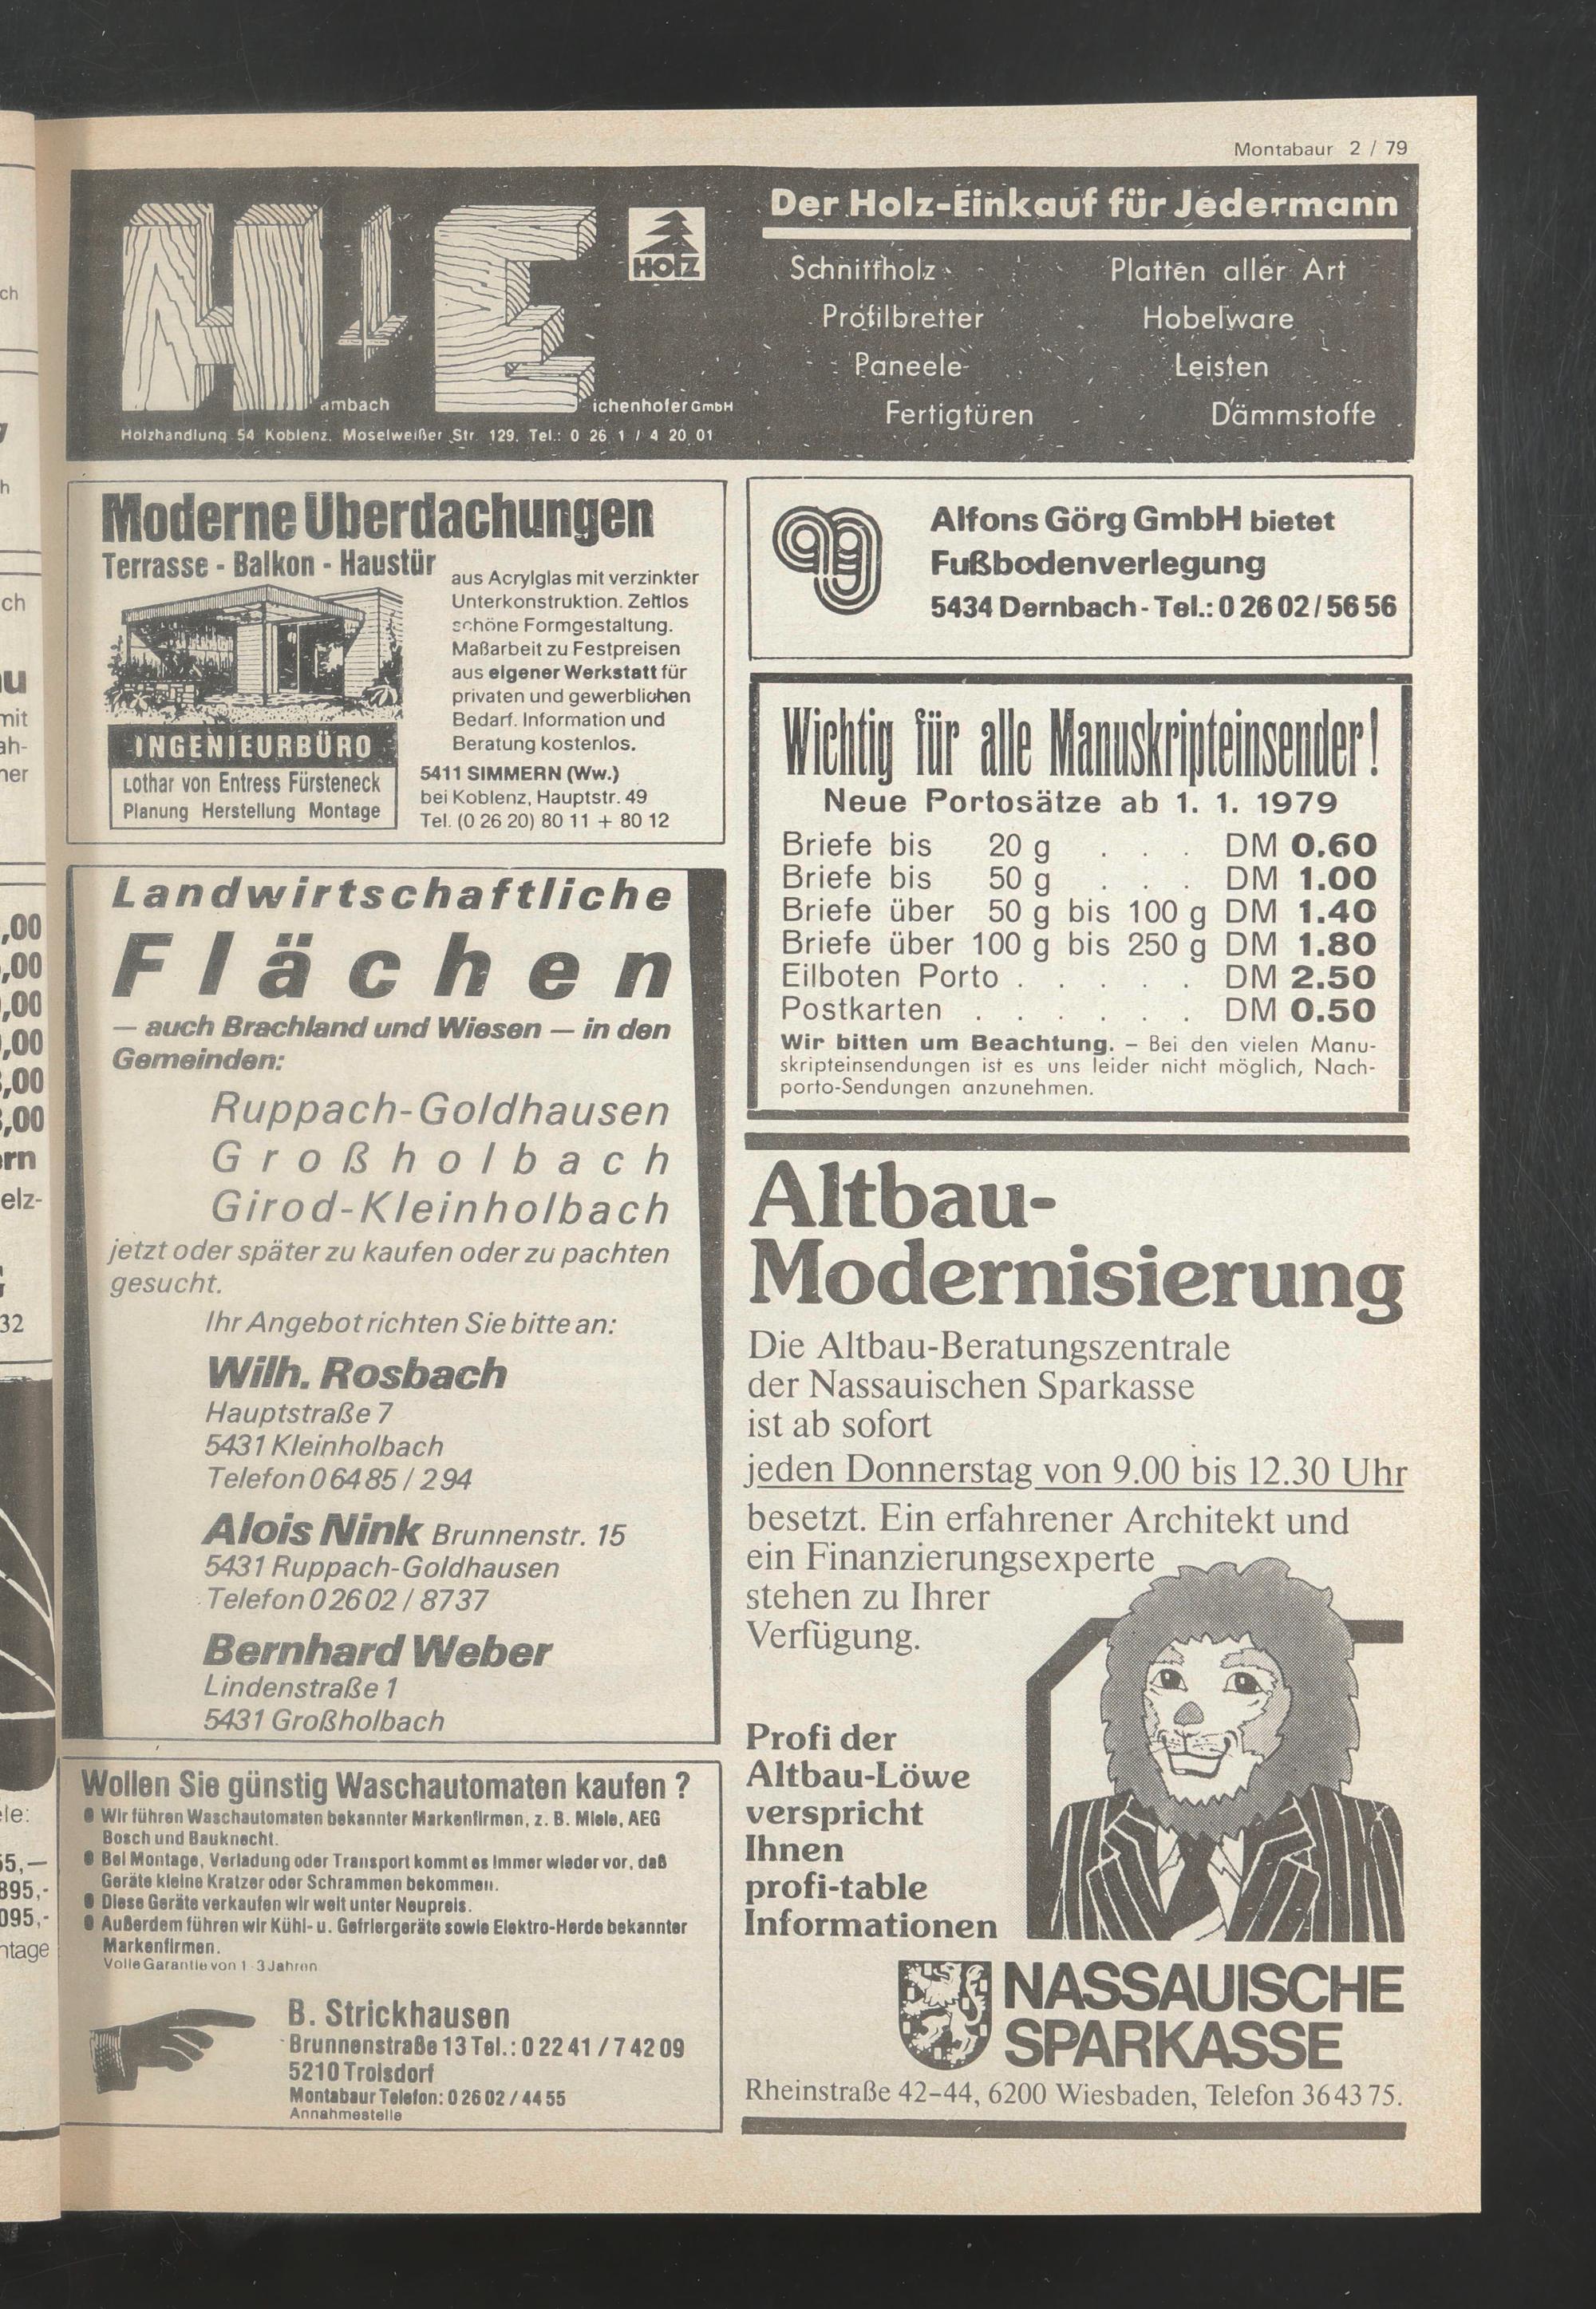 Montabaur 2 / 79
H+E
HOLZ
ambach
ichenhofer GmbH
Holzhandlung 54 Koblenz, Moselweißer Str. 129, Tel.: 0 26 1 / 4 20 01
Der Holz-Einkauf für Jedermann
Schnittholz Platten aller Art
Profilbretter Hobelware
Paneele Leisten
Fertigtüren Dämmstoffe
Moderne Überdachungen
Terrasse - Balkon - Haustür
aus Acrylglas mit verzinkter
Unterkonstruktion. Zeitlos
schöne Formgestaltung.
Maßarbeit zu Festpreisen
aus eigener Werkstatt für
privaten und gewerblichen
Bedarf. Information und
Beratung kostenlos.
INGENIEURBÜRO
Lothar von Entress Fürsteneck
Planung Herstellung Montage
5411 SIMMERN (Ww.)
bei Koblenz, Hauptstr. 49
Tel. (0 26 20) 80 11 + 80 12
Landwirtschaftliche
Flächen
— auch Brachland und Wiesen — in den
Gemeinden:
Ruppach-Goldhausen
Großholbach
Girod-Kleinholbach
jetzt oder später zu kaufen oder zu pachten
gesucht.
Ihr Angebot richten Sie bitte an:
Wilh. Rosbach
Hauptstraße 7
5431 Kleinholbach
Telefon 0 64 85 / 2 94
Alois Nink Brunnenstr. 15
5431 Ruppach-Goldhausen
Telefon 0 26 02 / 87 37
Bernhard Weber
Lindenstraße 1
5431 Großholbach
Wollen Sie günstig Waschautomaten kaufen ?
● Wir führen Waschautomaten bekannter Markenfirmen, z. B. Miele, AEG
Bosch und Bauknecht.
● Bei Montage, Verladung oder Transport kommt es immer wieder vor, daß
Geräte kleine Kratzer oder Schrammen bekommen.
● Diese Geräte verkaufen wir weit unter Neupreis.
● Außerdem führen wir Kühl- u. Gefriergeräte sowie Elektro-Herde bekannter
Markenfirmen.
Volle Garantie von 1 - 3 Jahren
B. Strickhausen
Brunnenstraße 13 Tel.: 0 22 41 / 7 42 09
5210 Troisdorf
Montabaur Telefon: 0 26 02 / 44 55
Annahmestelle
Alfons Görg GmbH bietet
Fußbodenverlegung
5434 Dernbach - Tel.: 0 26 02 / 56 56
Wichtig für alle Manuskripteinsender!
Neue Portosätze ab 1. 1. 1979
Briefe bis 20 g . . . DM 0.60
Briefe bis 50 g . . . DM 1.00
Briefe über 50 g bis 100 g DM 1.40
Briefe über 100 g bis 250 g DM 1.80
Eilboten Porto . . . . . DM 2.50
Postkarten . . . . . . DM 0.50
Wir bitten um Beachtung. – Bei den vielen Manu-
skripteinsendungen ist es uns leider nicht möglich, Nach-
porto-Sendungen anzunehmen.
Altbau-
Modernisierung
Die Altbau-Beratungszentrale
der Nassauischen Sparkasse
ist ab sofort
jeden Donnerstag von 9.00 bis 12.30 Uhr
besetzt. Ein erfahrener Architekt und
ein Finanzierungsexperte
stehen zu Ihrer
Verfügung.
Profi der
Altbau-Löwe
verspricht
Ihnen
profi-table
Informationen
NASSAUISCHE
SPARKASSE
Rheinstraße 42–44, 6200 Wiesbaden, Telefon 36 43 75.